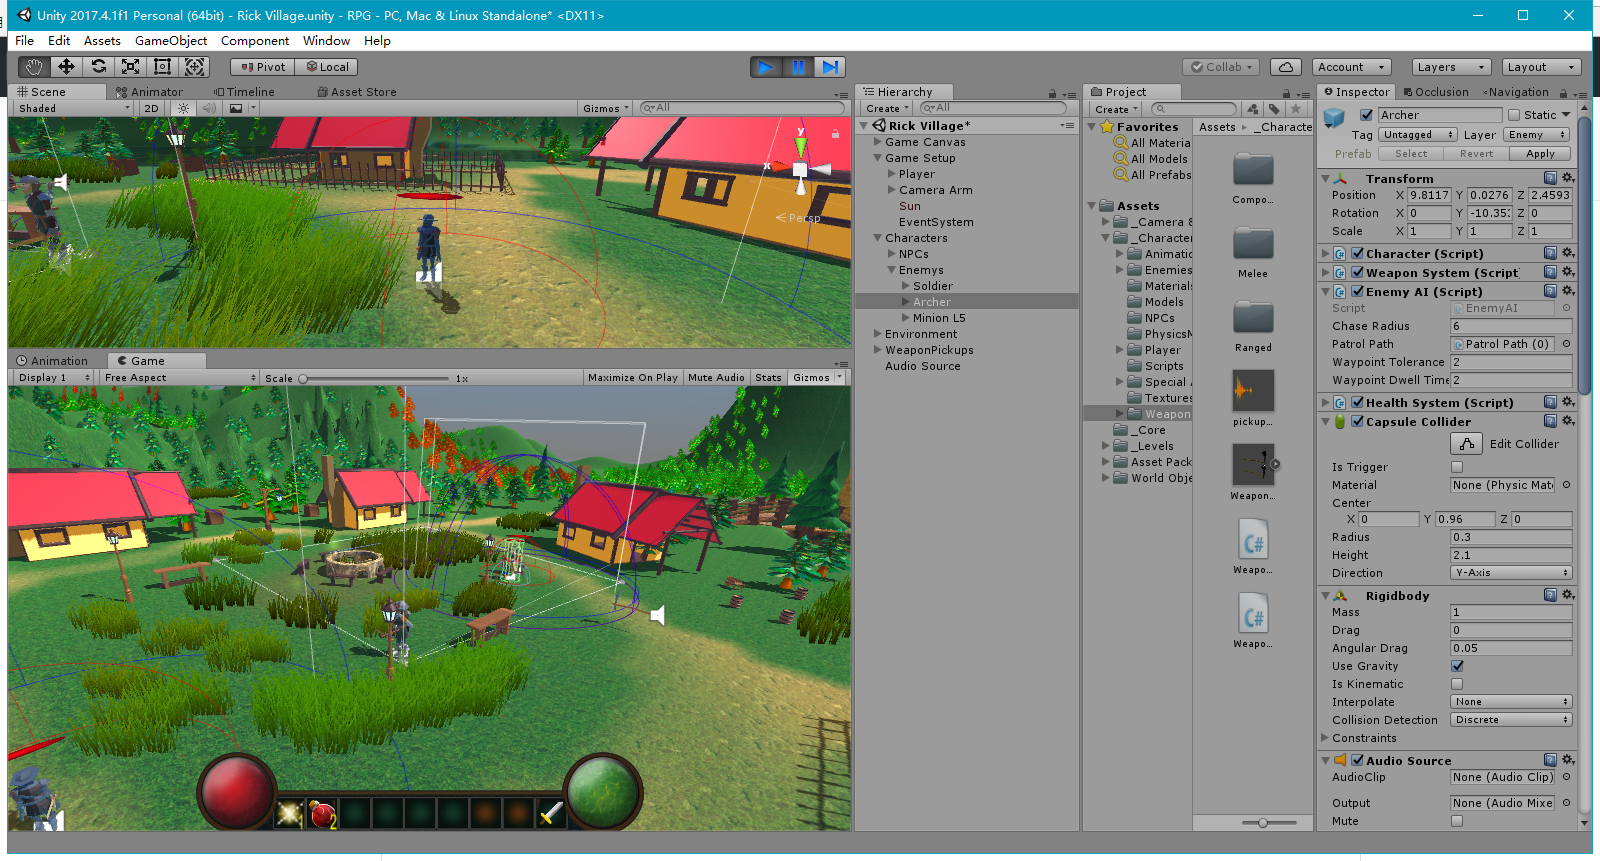 Unity 2017.4.1f1 Personal (64bit) - Rick Village.unity - RPG - PC, Mac & Linux Standalone* <DX11>
File Edit Assets GameObject Component Window Help
Pivot Local Collab Account Layers Layout
Scene Animator Timeline Asset Store
Shaded 2D Gizmos All
y
x
Persp
Animation Game
Display 1 Free Aspect Scale 1x Maximize On Play Mute Audio Stats Gizmos
2
Hierarchy
Create All
Rick Village*
Game Canvas
Game Setup
Player
Camera Arm
Sun
EventSystem
Characters
NPCs
Enemys
Soldier
Archer
Minion L5
Environment
WeaponPickups
Audio Source
Project
Create
Favorites
All Materia
All Models
All Prefabs
Assets
_Camera &
_Character
Animatic
Enemies
Material
Models
NPCs
PhysicsM
Player
Scripts
Special
Textures
Weapon
_Core
_Levels
Asset Pack
World Obje
Assets _Characte
Compo...
Melee
Ranged
pickup...
Weapon...
C#
Weapo...
C#
Weapo...
Inspector Occlusion Navigation
Archer Static
Tag Untagged Layer Enemy
Prefab Select Revert Apply
Transform
Position X 9.8117 Y 0.0276 Z 2.4593
Rotation X 0 Y -10.353 Z 0
Scale X 1 Y 1 Z 1
Character (Script)
Weapon System (Script)
Enemy AI (Script)
Script EnemyAI
Chase Radius 6
Patrol Path Patrol Path (0)
Waypoint Tolerance 2
Waypoint Dwell Time 2
Health System (Script)
Capsule Collider
Edit Collider
Is Trigger
Material None (Physic Mate
Center
X 0 Y 0.96 Z 0
Radius 0.3
Height 2.1
Direction Y-Axis
Rigidbody
Mass 1
Drag 0
Angular Drag 0.05
Use Gravity
Is Kinematic
Interpolate None
Collision Detection Discrete
Constraints
Audio Source
AudioClip None (Audio Clip)
Output None (Audio Mixe
Mute